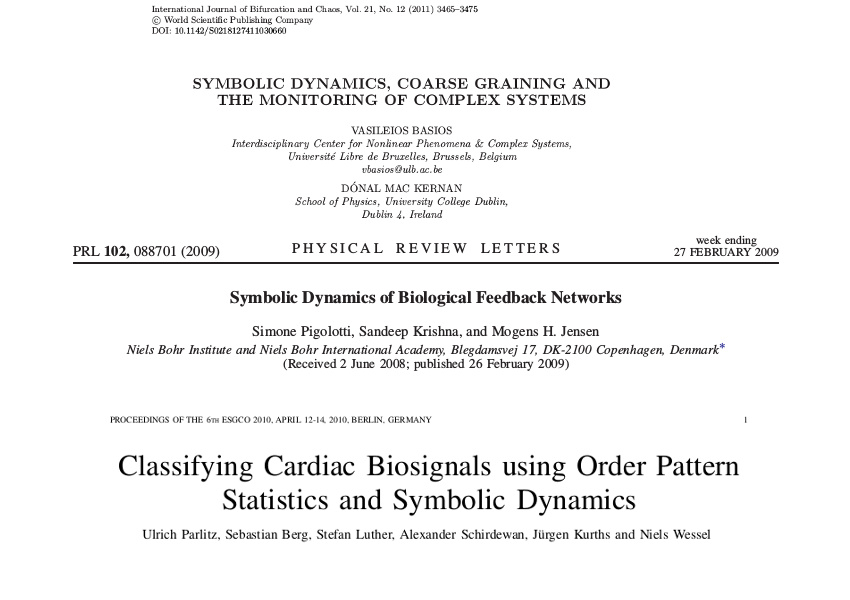 International Journal of Bifurcation and Chaos, Vol. 21, No. 12 (2011) 3465–3475
© World Scientific Publishing Company
DOI: 10.1142/S0218127411030660
SYMBOLIC DYNAMICS, COARSE GRAINING AND
THE MONITORING OF COMPLEX SYSTEMS
VASILEIOS BASIOS
Interdisciplinary Center for Nonlinear Phenomena & Complex Systems,
Université Libre de Bruxelles, Brussels, Belgium
vbasios@ulb.ac.be
DÓNAL MAC KERNAN
School of Physics, University College Dublin,
Dublin 4, Ireland
PRL 102, 088701 (2009) PHYSICAL REVIEW LETTERS week ending
27 FEBRUARY 2009
Symbolic Dynamics of Biological Feedback Networks
Simone Pigolotti, Sandeep Krishna, and Mogens H. Jensen
Niels Bohr Institute and Niels Bohr International Academy, Blegdamsvej 17, DK-2100 Copenhagen, Denmark*
(Received 2 June 2008; published 26 February 2009)
PROCEEDINGS OF THE 6TH ESGCO 2010, APRIL 12-14, 2010, BERLIN, GERMANY 1
Classifying Cardiac Biosignals using Order Pattern
Statistics and Symbolic Dynamics
Ulrich Parlitz, Sebastian Berg, Stefan Luther, Alexander Schirdewan, Jürgen Kurths and Niels Wessel